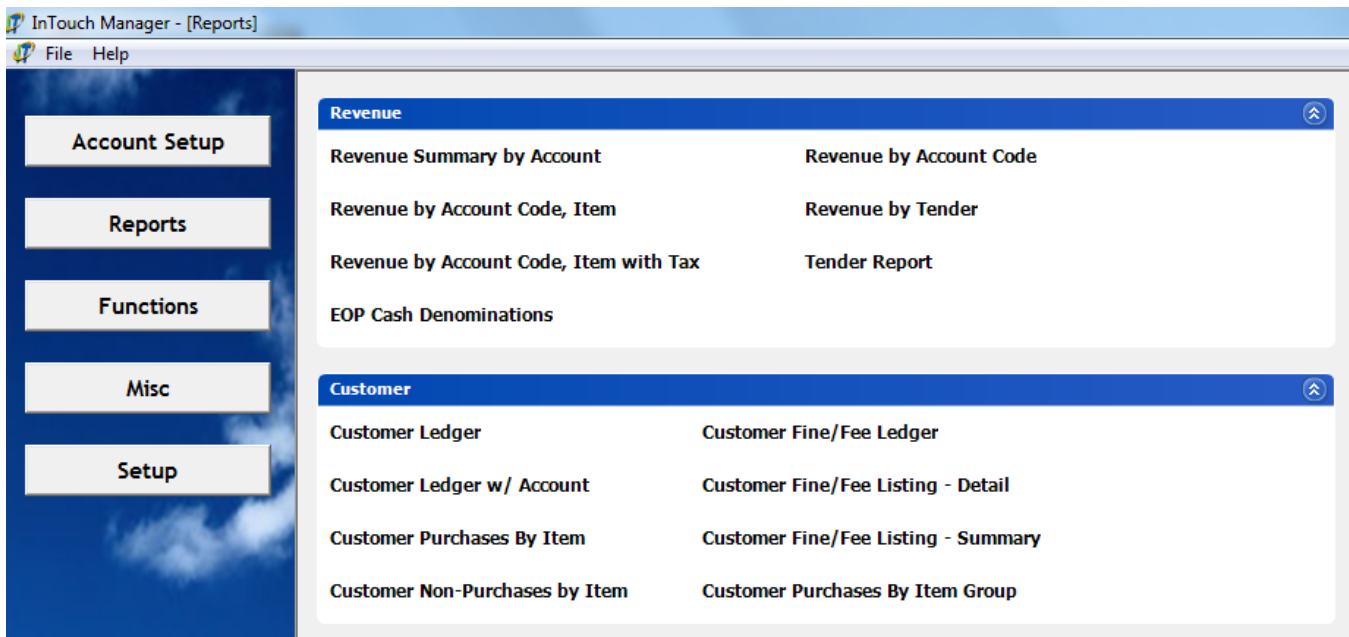 InTouch Manager - [Reports]
File Help
Account Setup
Reports
Functions
Misc
Setup
Revenue
Revenue Summary by Account Revenue by Account Code
Revenue by Account Code, Item Revenue by Tender
Revenue by Account Code, Item with Tax Tender Report
EOP Cash Denominations
Customer
Customer Ledger Customer Fine/Fee Ledger
Customer Ledger w/ Account Customer Fine/Fee Listing - Detail
Customer Purchases By Item Customer Fine/Fee Listing - Summary
Customer Non-Purchases by Item Customer Purchases By Item Group